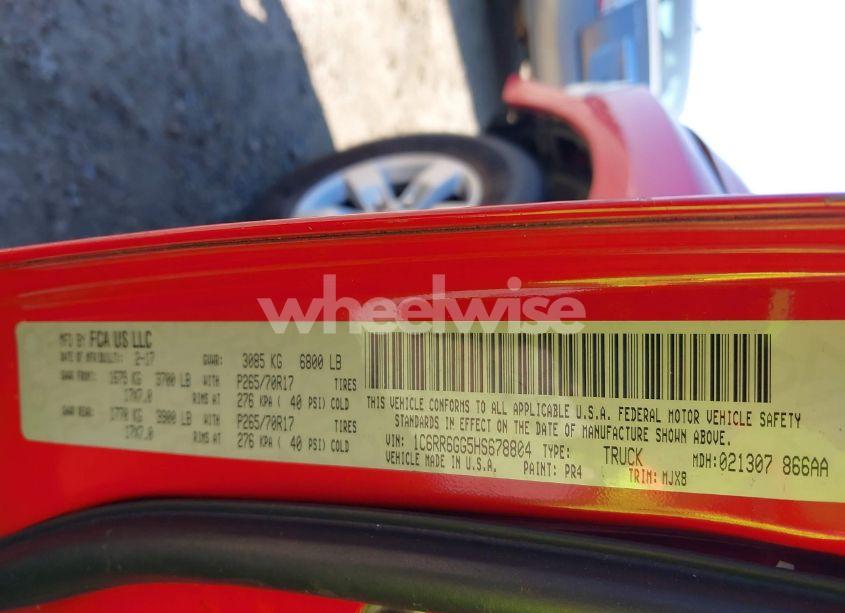 wheelwise
MFD BY FCA US LLC
DATE OF MFR(BUILT): 2-17 GVWR: 3085 KG 6800 LB
GAWR FRONT: 1675 KG 3700 LB WITH P265/70R17 TIRES
17X7.0 RIMS AT 276 KPA ( 40 PSI) COLD
GAWR REAR: 1770 KG 3900 LB WITH P265/70R17 TIRES
17X7.0 RIMS AT 276 KPA ( 40 PSI) COLD
THIS VEHICLE CONFORMS TO ALL APPLICABLE U.S.A. FEDERAL MOTOR VEHICLE SAFETY
STANDARDS IN EFFECT ON THE DATE OF MANUFACTURE SHOWN ABOVE.
VIN: 1C6RR6GG5HS678804 TYPE: TRUCK MDH:021307 866AA
VEHICLE MADE IN U.S.A. PAINT: PR4 TRIM: MJX8